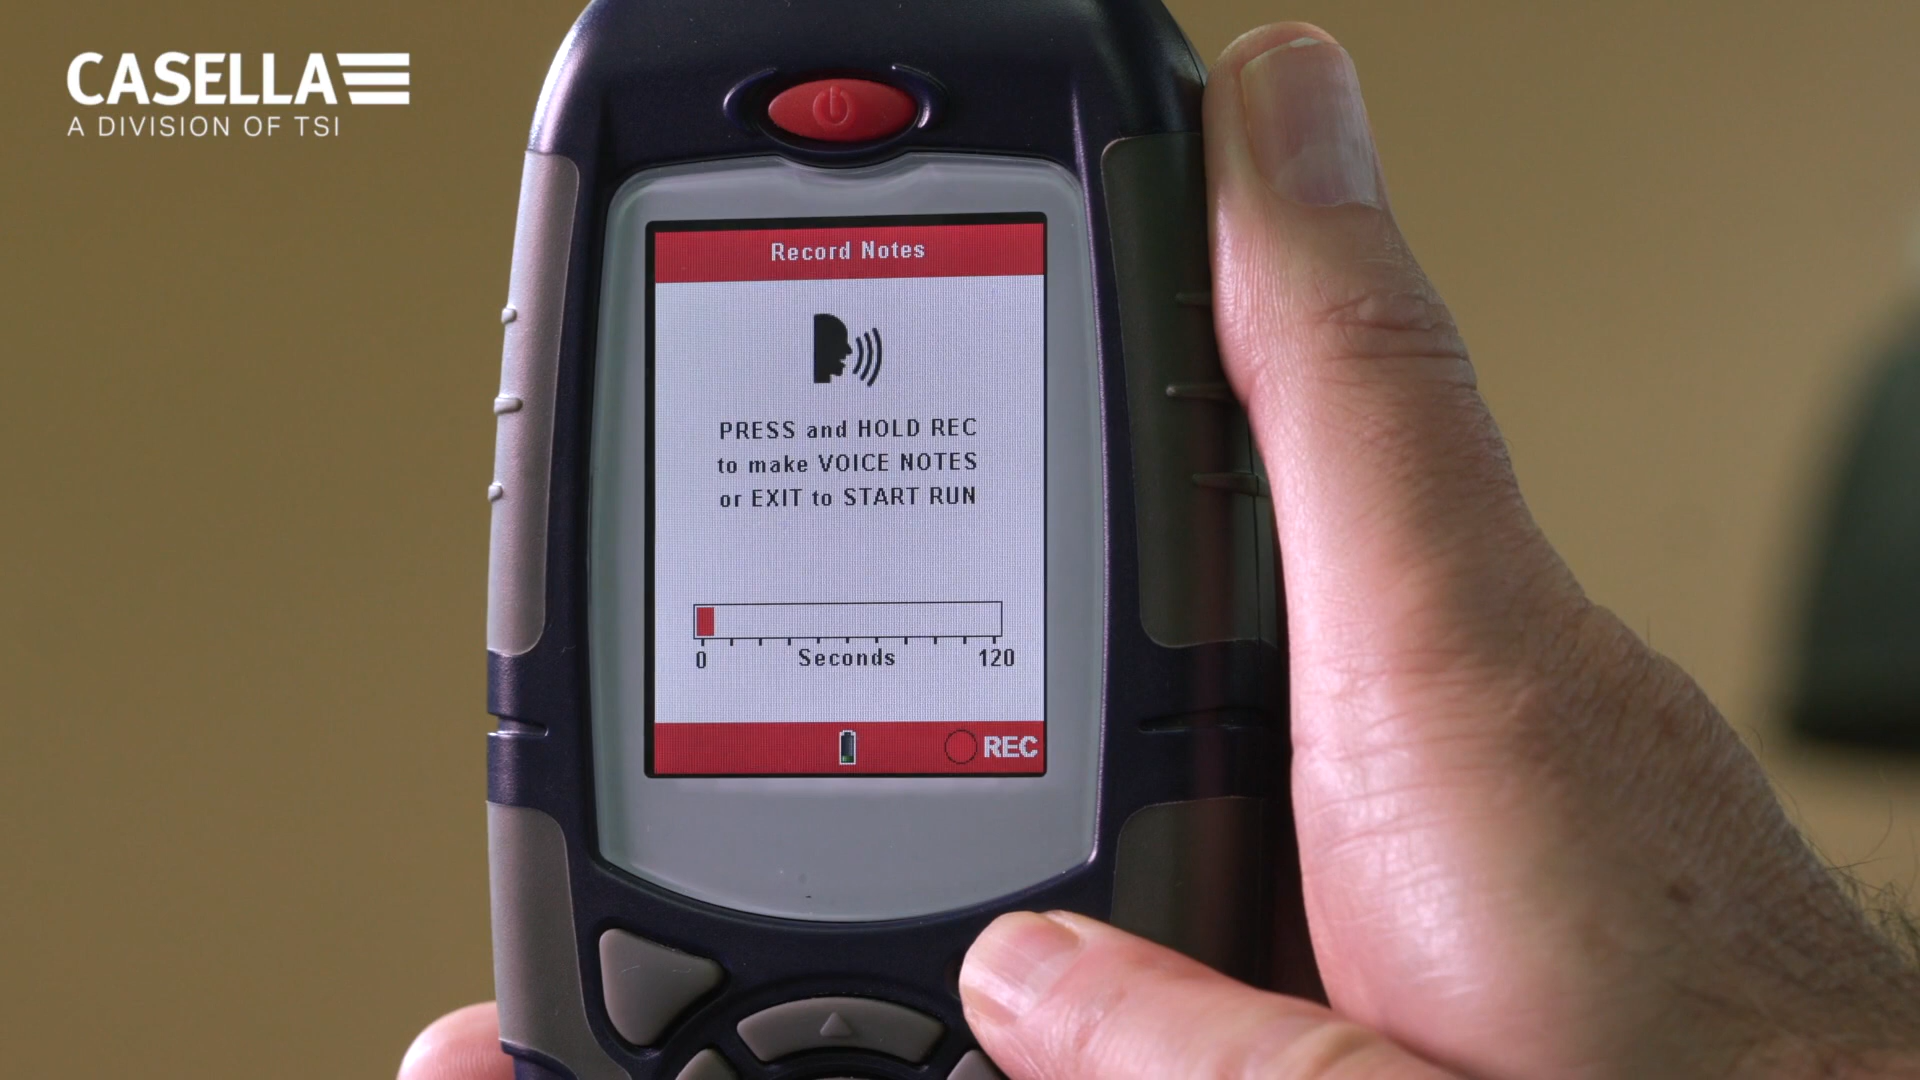 CASELLA
A DIVISION OF TSI
Record Notes
PRESS and HOLD REC
to make VOICE NOTES
or EXIT to START RUN
0 Seconds 120
REC